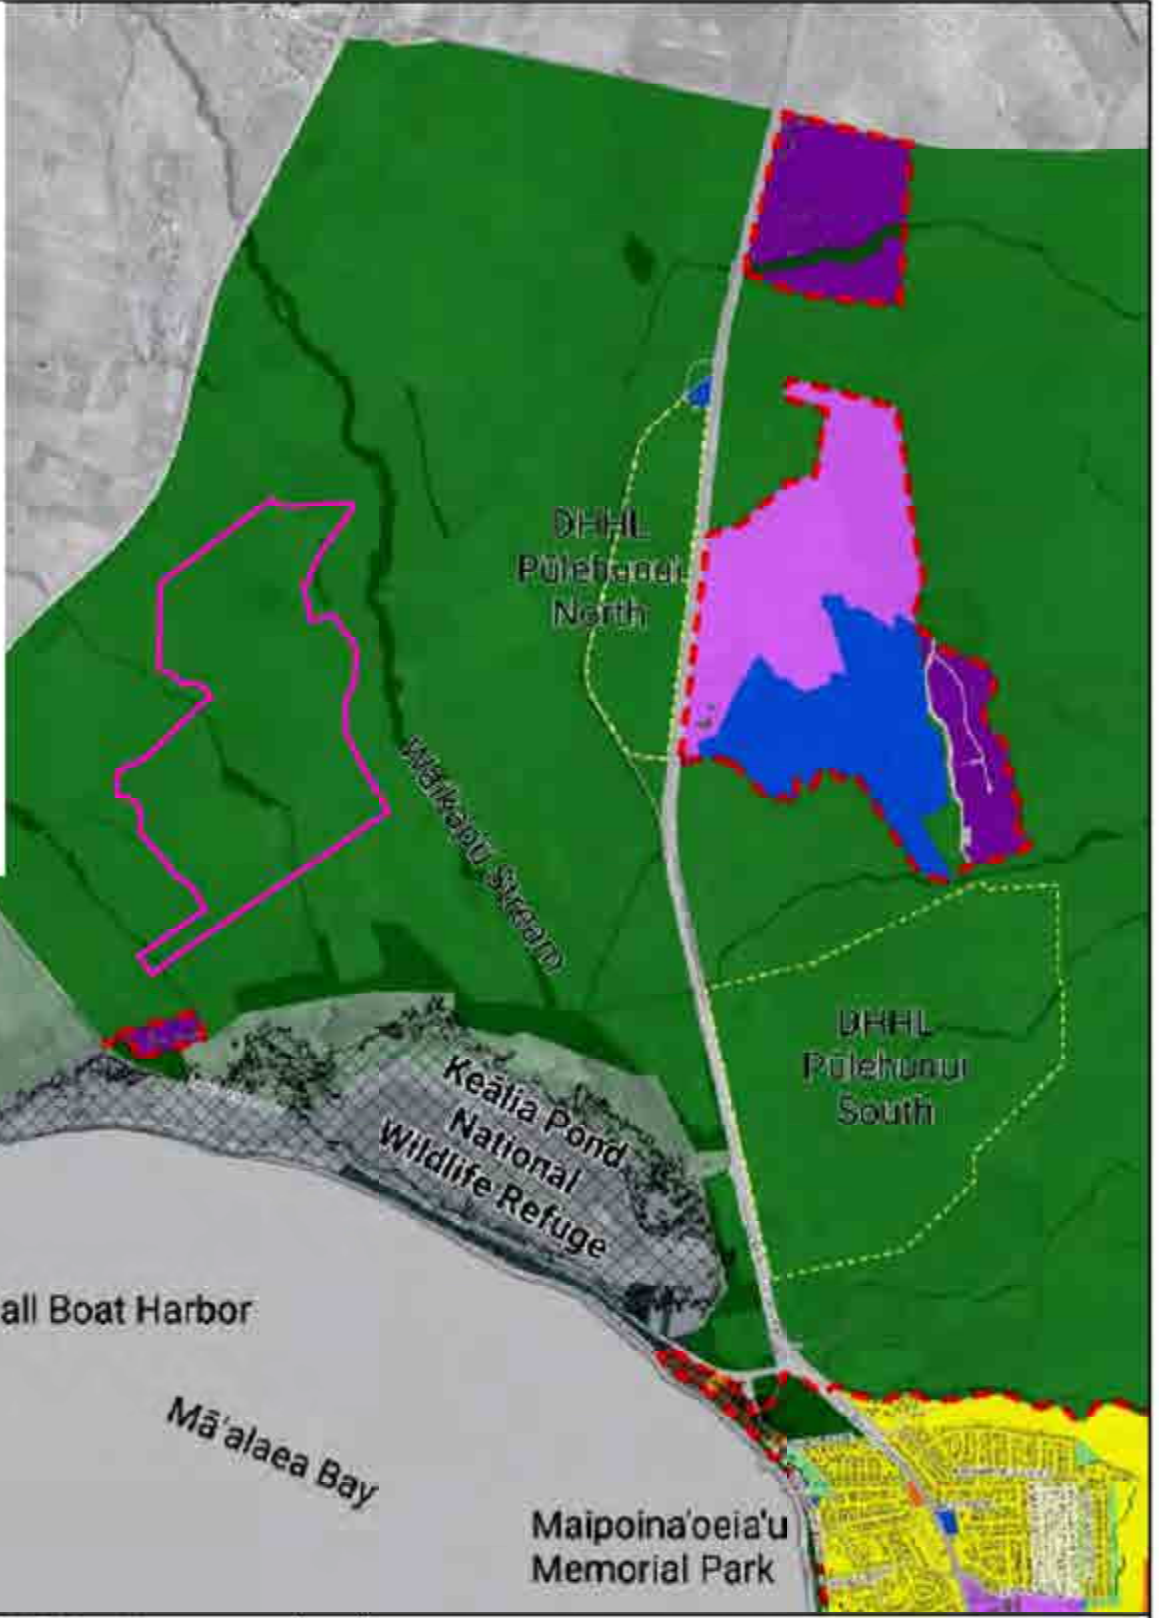 DHHL
Pūlehunui
North
Waikapū Stream
DHHL
Pūlehunui
South
Keālia Pond
National
Wildlife Refuge
all Boat Harbor
Mā'alaea Bay
Maipoina'oeia'u
Memorial Park